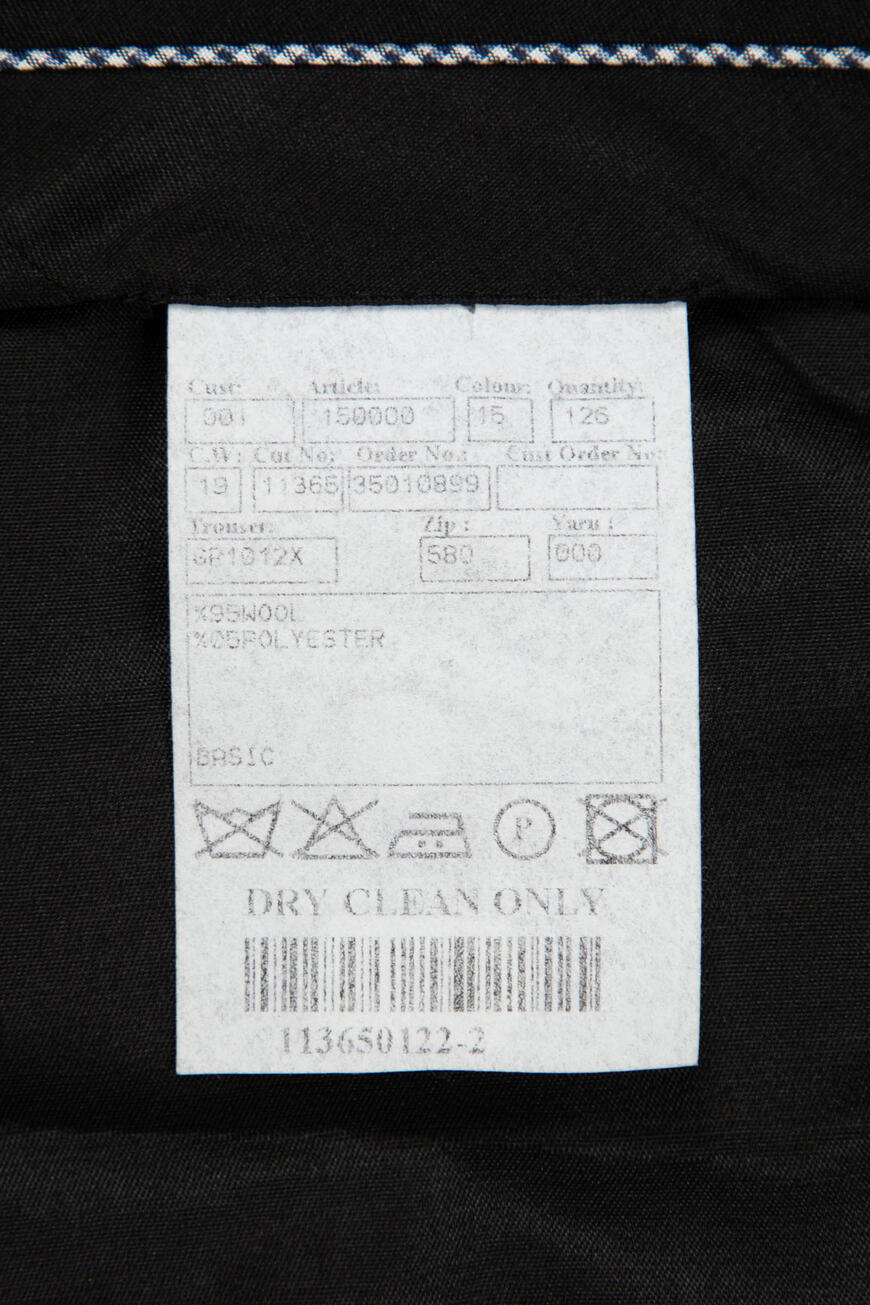 Cust: Article: Colour: Quantity:
001 150000 15 126
C.W: Cut No: Order No.: Cust Order No:
19 11365 35010899
Trouser: Zip : Yarn :
GP1012X 580 000
%95WOOL
%05POLYESTER
BASIC
P
DRY CLEAN ONLY
113650122-2